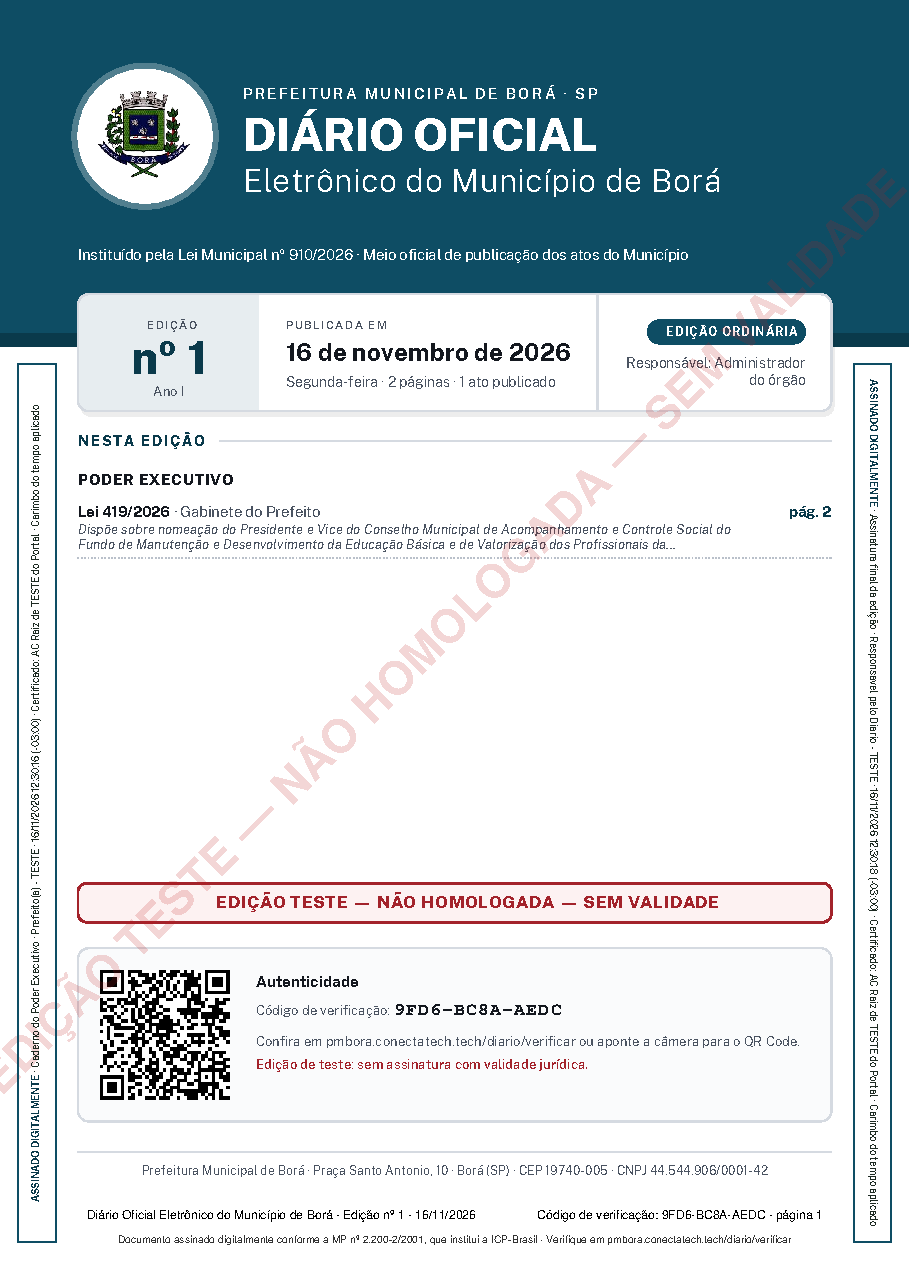 BORÁ
PREFEITURA MUNICIPAL DE BORÁ · SP
DIÁRIO OFICIAL
Eletrônico do Município de Borá
Instituído pela Lei Municipal nº 910/2026 · Meio oficial de publicação dos atos do Município
EDIÇÃO
nº 1
Ano I
PUBLICADA EM
16 de novembro de 2026
Segunda-feira · 2 páginas · 1 ato publicado
EDIÇÃO ORDINÁRIA
Responsável: Administrador
do órgão
NESTA EDIÇÃO
PODER EXECUTIVO
Lei 419/2026 · Gabinete do Prefeito
pág. 2
Dispõe sobre nomeação do Presidente e Vice do Conselho Municipal de Acompanhamento e Controle Social do
Fundo de Manutenção e Desenvolvimento da Educação Básica e de Valorização dos Profissionais da...
EDIÇÃO TESTE — NÃO HOMOLOGADA — SEM VALIDADE
EDIÇÃO TESTE — NÃO HOMOLOGADA — SEM VALIDADE
Autenticidade
Código de verificação: 9FD6-BC8A-AEDC
Confira em pmbora.conectatech.tech/diario/verificar ou aponte a câmera para o QR Code.
Edição de teste: sem assinatura com validade jurídica.
Prefeitura Municipal de Borá · Praça Santo Antonio, 10 · Borá (SP) · CEP 19740-005 · CNPJ 44.544.906/0001-42
Diário Oficial Eletrônico do Município de Borá · Edição nº 1 · 16/11/2026
Código de verificação: 9FD6-BC8A-AEDC · página 1
Documento assinado digitalmente conforme a MP nº 2.200-2/2001, que institui a ICP-Brasil · Verifique em pmbora.conectatech.tech/diario/verificar
ASSINADO DIGITALMENTE · Caderno do Poder Executivo · Prefeito(a) - TESTE · 16/11/2026 12:30:16 (-03:00) · Certificado: AC Raiz de TESTE do Portal · Carimbo do tempo aplicado
ASSINADO DIGITALMENTE · Assinatura final da edição · Responsavel pelo Diario - TESTE · 16/11/2026 12:30:18 (-03:00) · Certificado: AC Raiz de TESTE do Portal · Carimbo do tempo aplicado